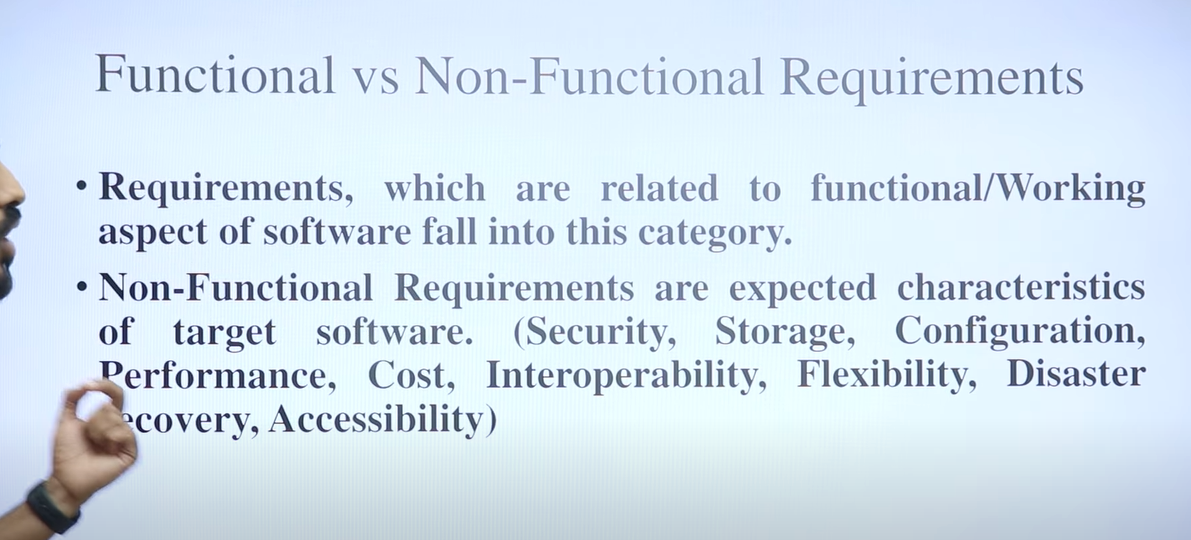 Functional vs Non-Functional Requirements
• Requirements, which are related to functional/Working
aspect of software fall into this category.
• Non-Functional Requirements are expected characteristics
of target software. (Security, Storage, Configuration,
Performance, Cost, Interoperability, Flexibility, Disaster
ecovery, Accessibility)